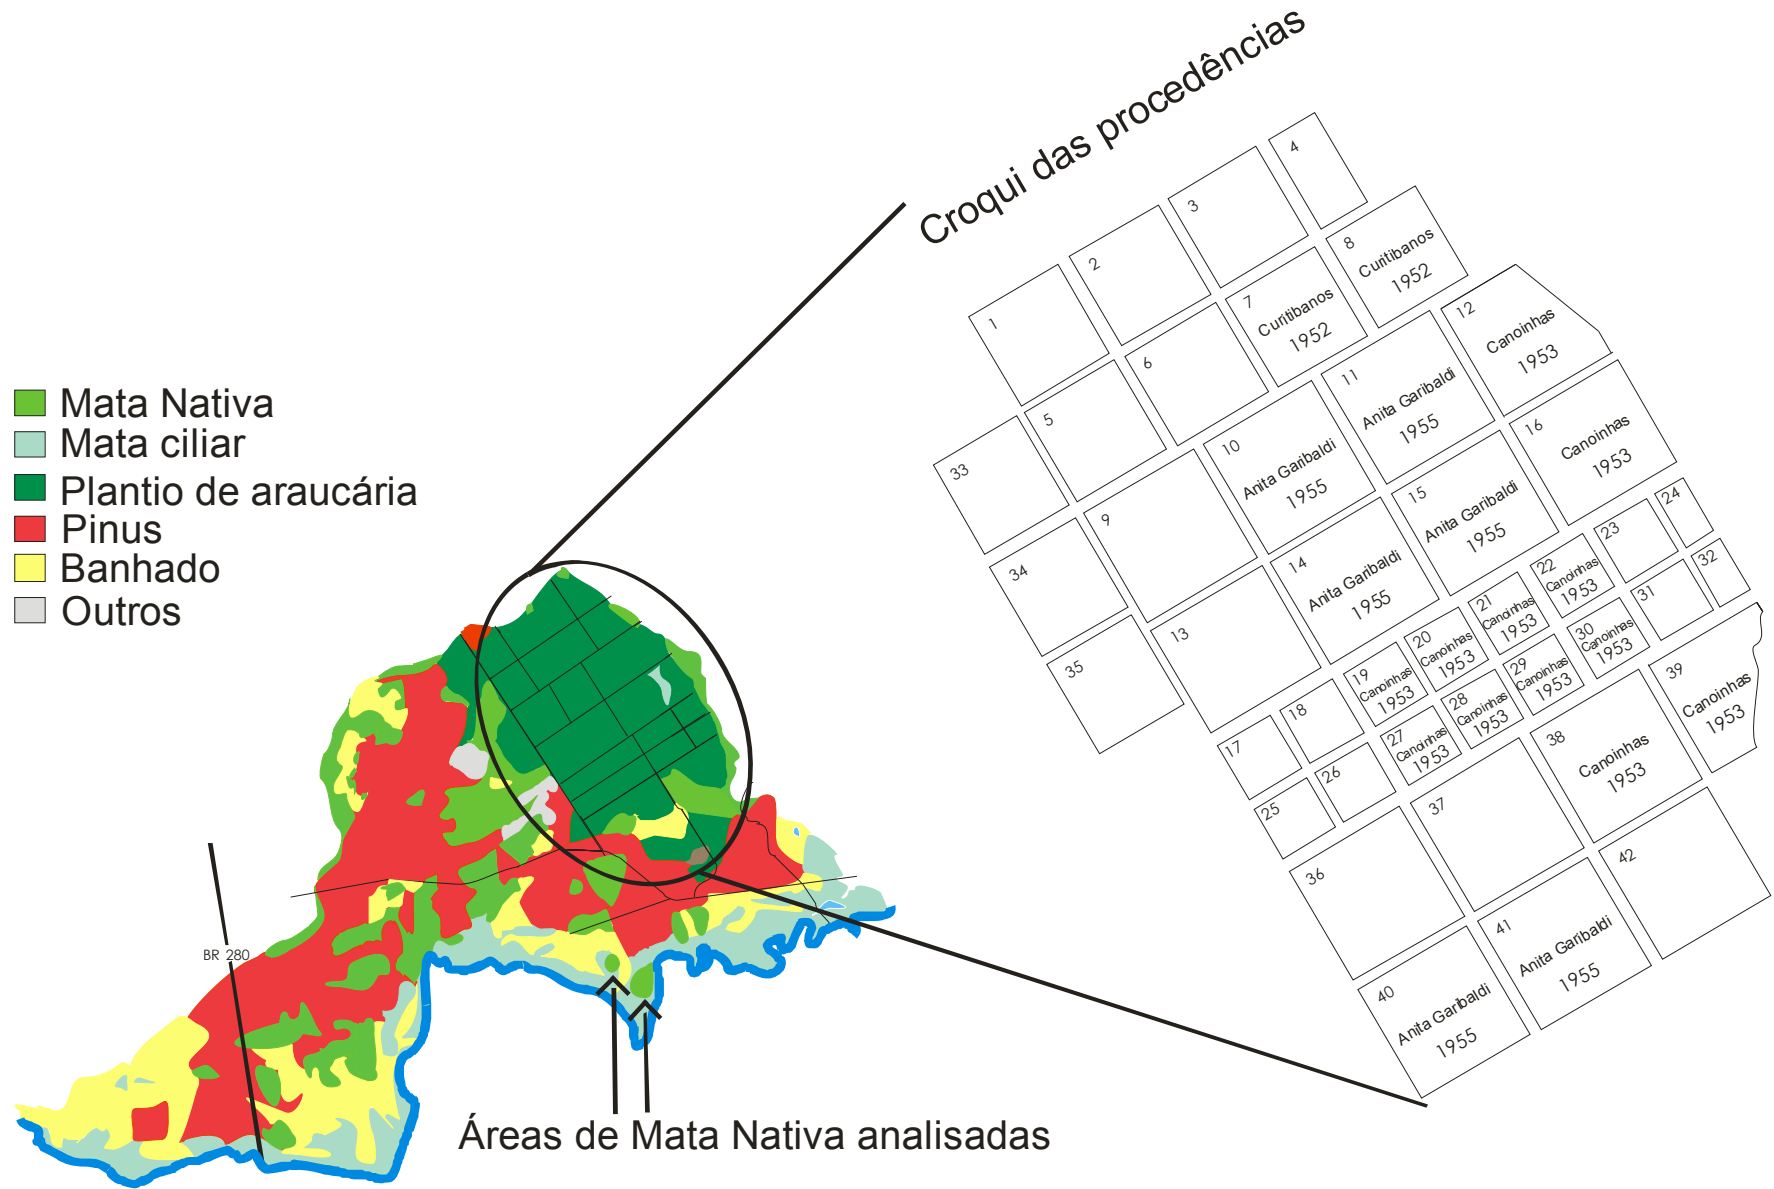 Croqui das procedências
1
2
3
4
5
6
7
Curitibanos
1952
8
Curitibanos
1952
33
34
35
9
10
Anita Garibaldi
1955
11
Anita Garibaldi
1955
12
Canoinhas
1953
13
14
Anita Garibaldi
1955
15
Anita Garibaldi
1955
16
Canoinhas
1953
17
18
19
Canoinhas
1953
20
Canoinhas
1953
21
Canoinhas
1953
22
Canoinhas
1953
23
24
25
26
27
Canoinhas
1953
28
Canoinhas
1953
29
Canoinhas
1953
30
Canoinhas
1953
31
32
36
37
38
Canoinhas
1953
39
Canoinhas
1953
40
Anita Garibaldi
1955
41
Anita Garibaldi
1955
42
Mata Nativa
Mata ciliar
Plantio de araucária
Pinus
Banhado
Outros
BR 280
Áreas de Mata Nativa analisadas